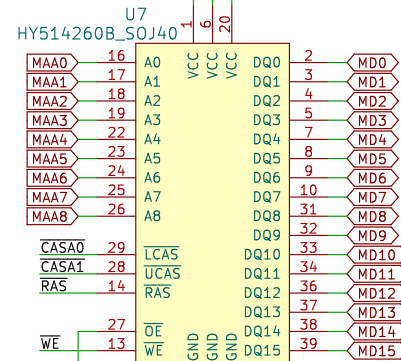 U7
HY514260B_SOJ40
1 6 20
VCC VCC VCC
MAA0 16 A0 DQ0 2 MD0
MAA1 17 A1 DQ1 3 MD1
MAA2 18 A2 DQ2 4 MD2
MAA3 19 A3 DQ3 5 MD3
MAA4 22 A4 DQ4 7 MD4
MAA5 23 A5 DQ5 8 MD5
MAA6 24 A6 DQ6 9 MD6
MAA7 25 A7 DQ7 10 MD7
MAA8 26 A8 DQ8 31 MD8
DQ9 32 MD9
CASA0 29 LCAS DQ10 33 MD10
CASA1 28 UCAS DQ11 34 MD11
RAS 14 RAS DQ12 36 MD12
DQ13 37 MD13
27 OE DQ14 38 MD14
WE 13 WE DQ15 39 MD15
GND GND GND